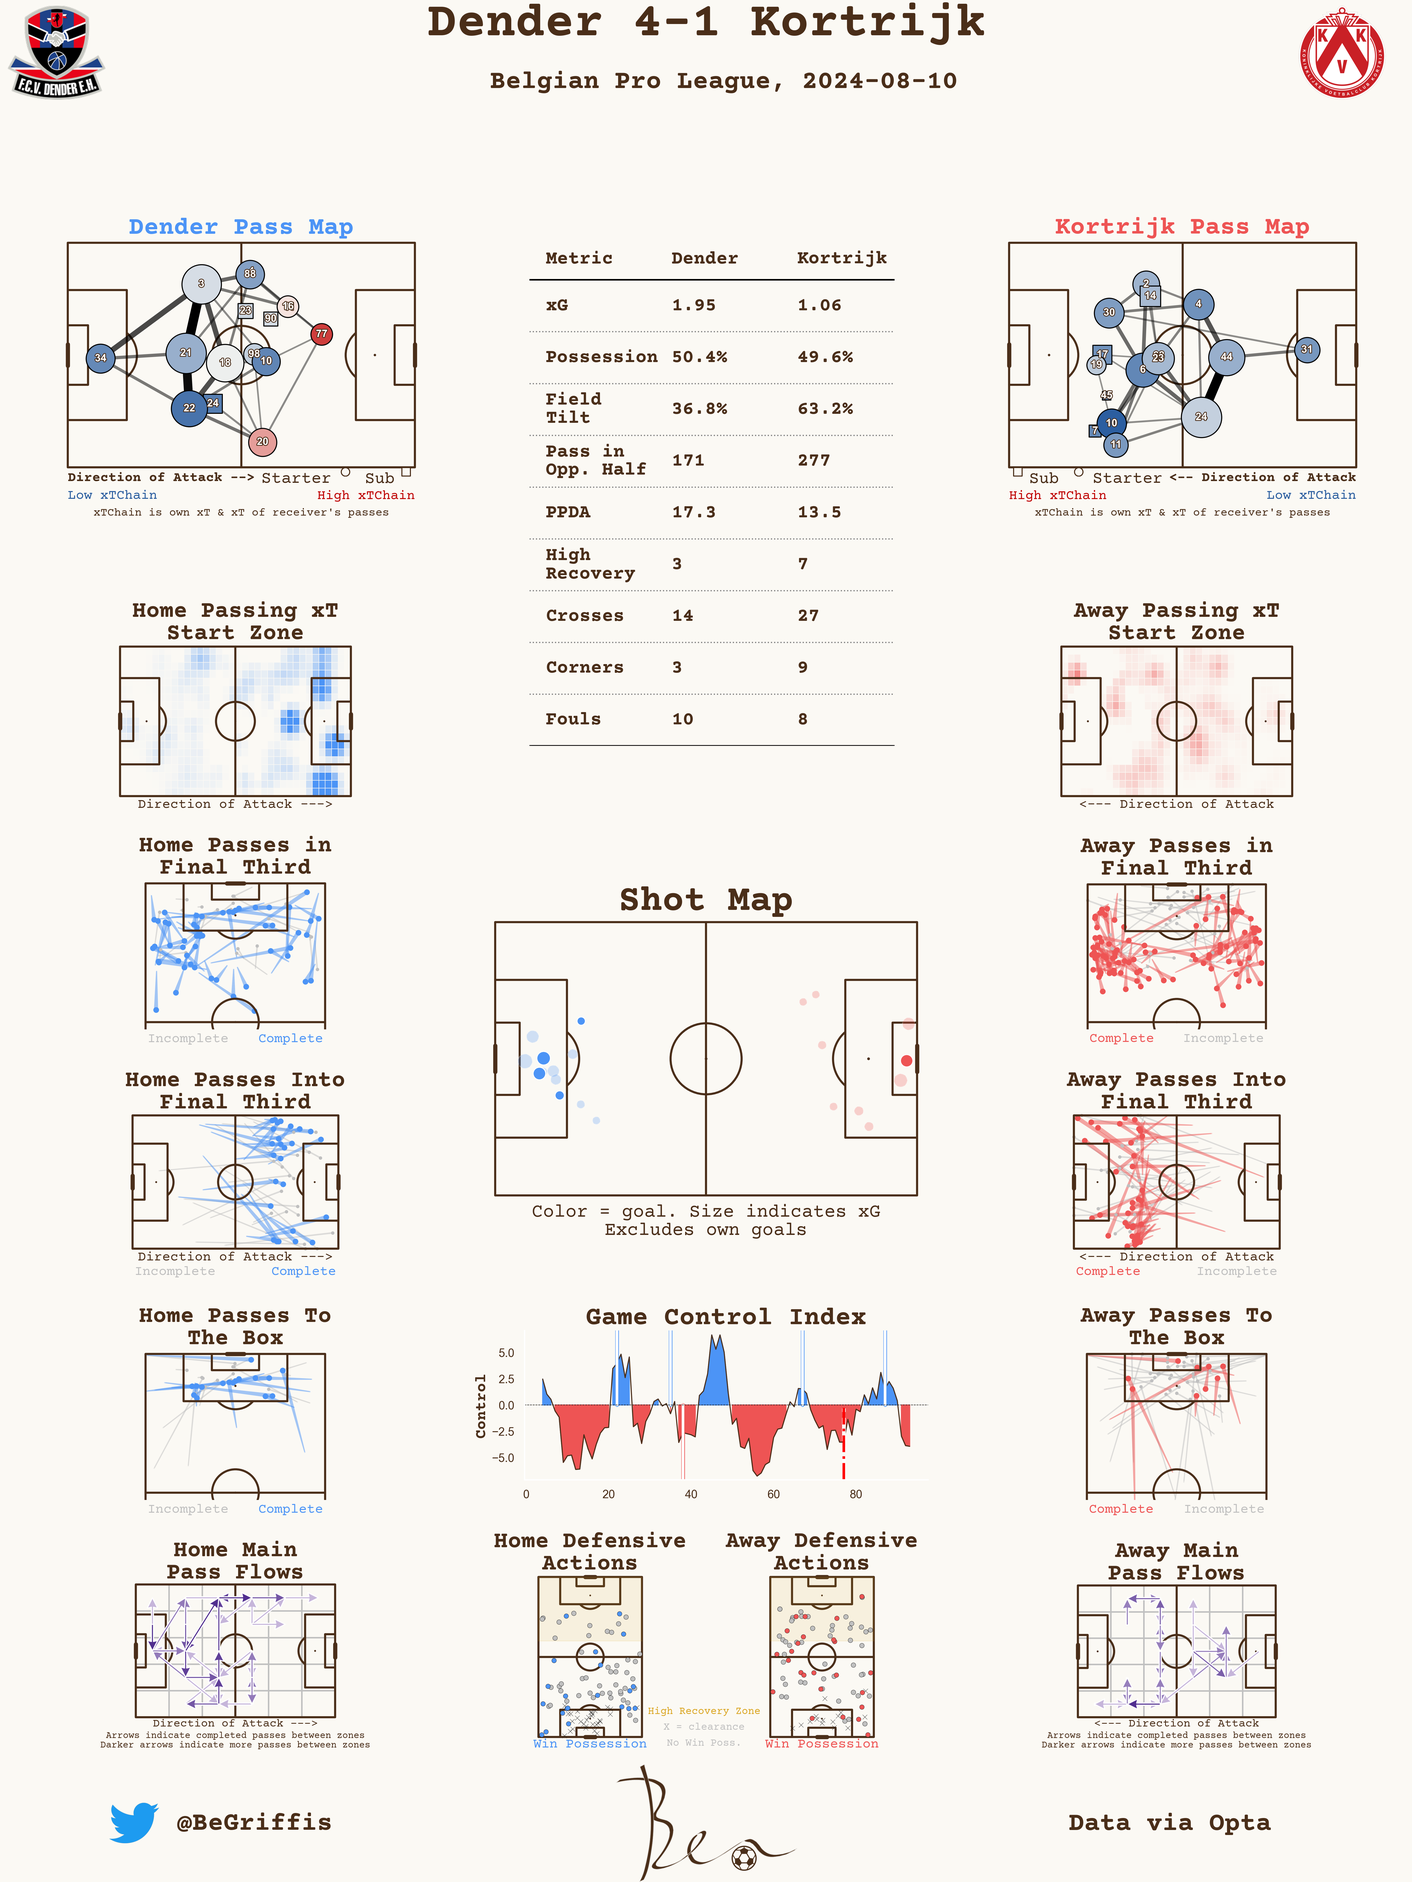 Dender 4-1 Kortrijk
Belgian Pro League, 2024-08-10
F.C.V. DENDER E.H.
K K
V
Dender Pass Map
3
88
16
23
90
77
34
21
18
98
10
22
24
20
Direction of Attack --> Starter Sub
Low xTChain High xTChain
xTChain is own xT & xT of receiver's passes
Metric Dender Kortrijk
xG 1.95 1.06
Possession 50.4% 49.6%
Field
Tilt 36.8% 63.2%
Pass in
Opp. Half 171 277
PPDA 17.3 13.5
High
Recovery 3 7
Crosses 14 27
Corners 3 9
Fouls 10 8
Kortrijk Pass Map
2
14
30
4
17
19
6
23
44
31
45
10
7
11
24
Sub Starter <-- Direction of Attack
High xTChain Low xTChain
xTChain is own xT & xT of receiver's passes
Home Passing xT
Start Zone
Direction of Attack --->
Away Passing xT
Start Zone
<--- Direction of Attack
Home Passes in
Final Third
Incomplete Complete
Away Passes in
Final Third
Complete Incomplete
Shot Map
Color = goal. Size indicates xG
Excludes own goals
Home Passes Into
Final Third
Direction of Attack --->
Incomplete Complete
Away Passes Into
Final Third
<--- Direction of Attack
Complete Incomplete
Home Passes To
The Box
Incomplete Complete
Game Control Index
Control
5.0
2.5
0.0
−2.5
−5.0
0 20 40 60 80
Away Passes To
The Box
Complete Incomplete
Home Main
Pass Flows
Direction of Attack --->
Arrows indicate completed passes between zones
Darker arrows indicate more passes between zones
Home Defensive
Actions
Win Possession
High Recovery Zone
X = clearance
No Win Poss.
Away Defensive
Actions
Win Possession
Away Main
Pass Flows
<--- Direction of Attack
Arrows indicate completed passes between zones
Darker arrows indicate more passes between zones
@BeGriffis
Ben
Data via Opta